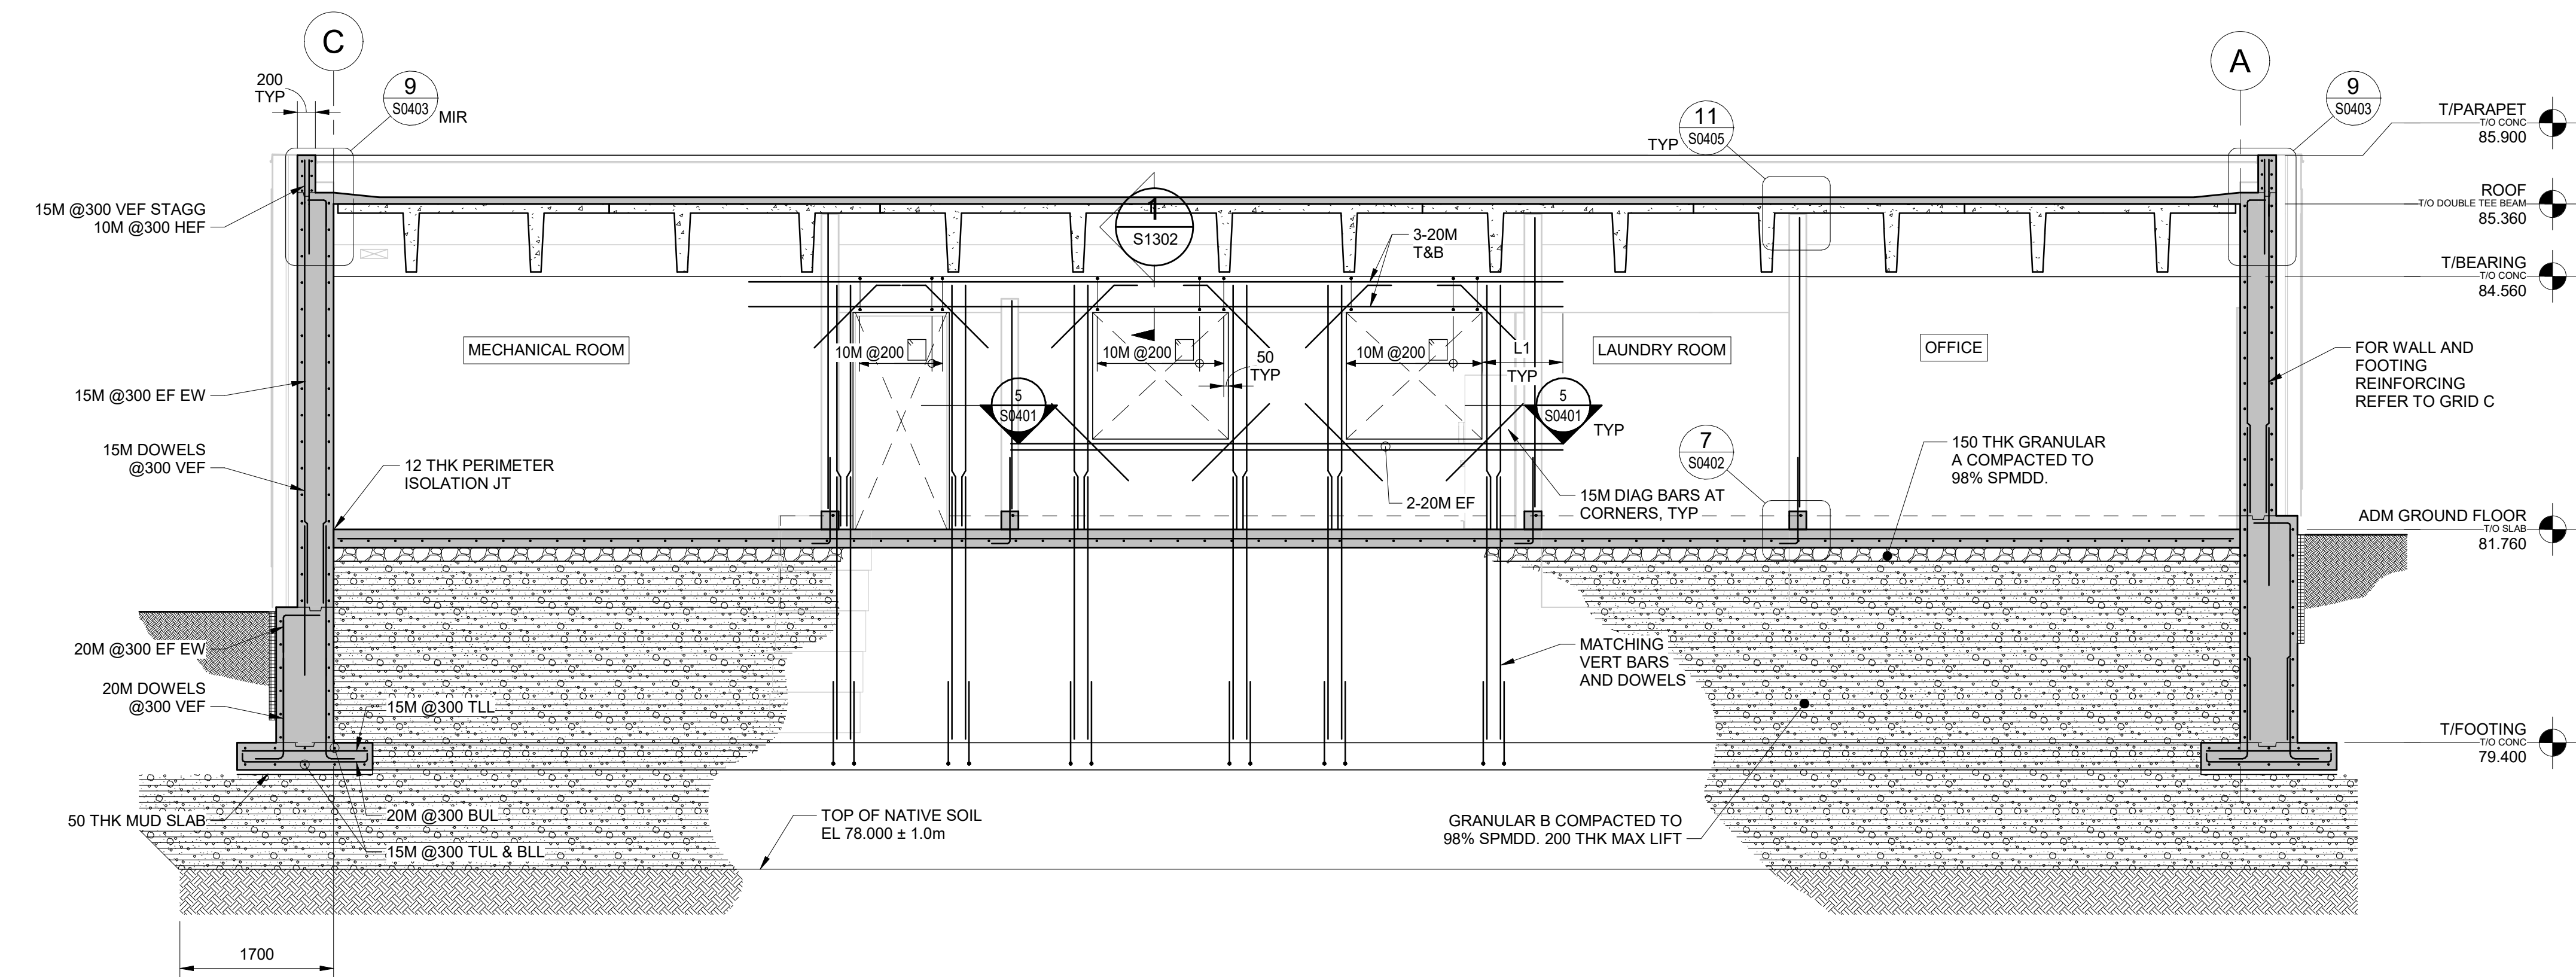 C
A
200
TYP
9
S0403
MIR
11
S0405
TYP
9
S0403
T/PARAPET
T/O CONC
85.900
15M @300 VEF STAGG
10M @300 HEF
1
S1302
3-20M
T&B
ROOF
T/O DOUBLE TEE BEAM
85.360
T/BEARING
T/O CONC
84.560
MECHANICAL ROOM
10M @200
10M @200
50
TYP
10M @200
L1
TYP
LAUNDRY ROOM
OFFICE
FOR WALL AND
FOOTING
REINFORCING
REFER TO GRID C
15M @300 EF EW
5
S0401
5
S0401
TYP
15M DOWELS
@300 VEF
12 THK PERIMETER
ISOLATION JT
7
S0402
150 THK GRANULAR
A COMPACTED TO
98% SPMDD.
2-20M EF
15M DIAG BARS AT
CORNERS, TYP
ADM GROUND FLOOR
T/O SLAB
81.760
20M @300 EF EW
MATCHING
VERT BARS
AND DOWELS
20M DOWELS
@300 VEF
15M @300 TLL
T/FOOTING
T/O CONC
79.400
50 THK MUD SLAB
20M @300 BUL
15M @300 TUL & BLL
TOP OF NATIVE SOIL
EL 78.000 ± 1.0m
GRANULAR B COMPACTED TO
98% SPMDD. 200 THK MAX LIFT
1700